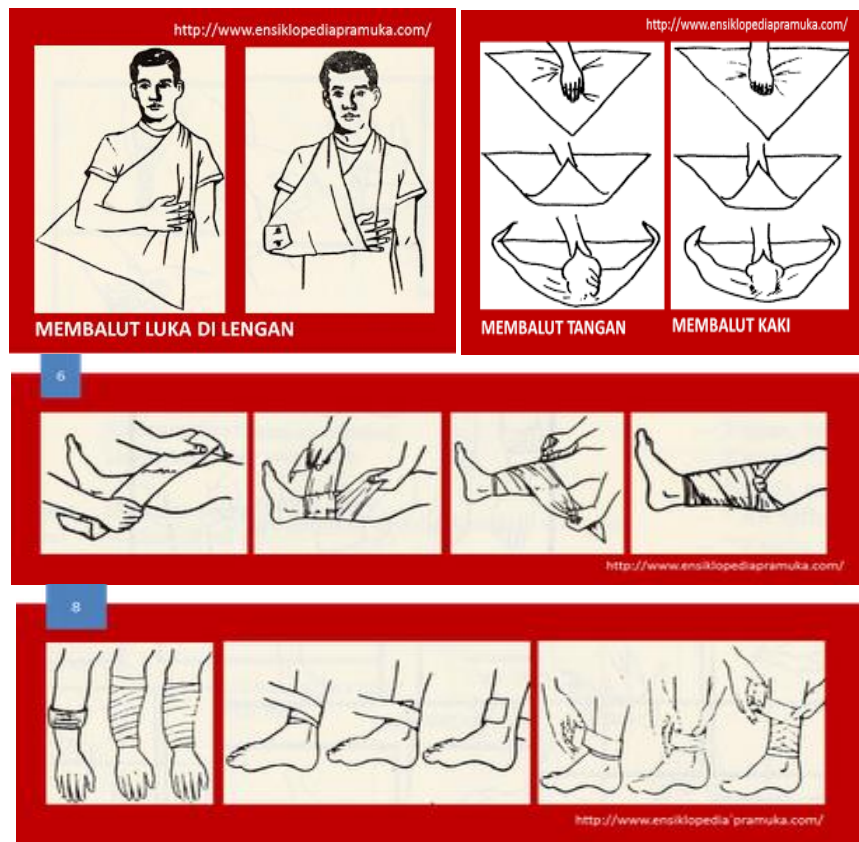 http://www.ensiklopediapramuka.com/
MEMBALUT LUKA DI LENGAN
http://www.ensiklopediapramuka.com/
MEMBALUT TANGAN
MEMBALUT KAKI
6
http://www.ensiklopediapramuka.com/
8
http://www.ensiklopedia`pramuka.com/